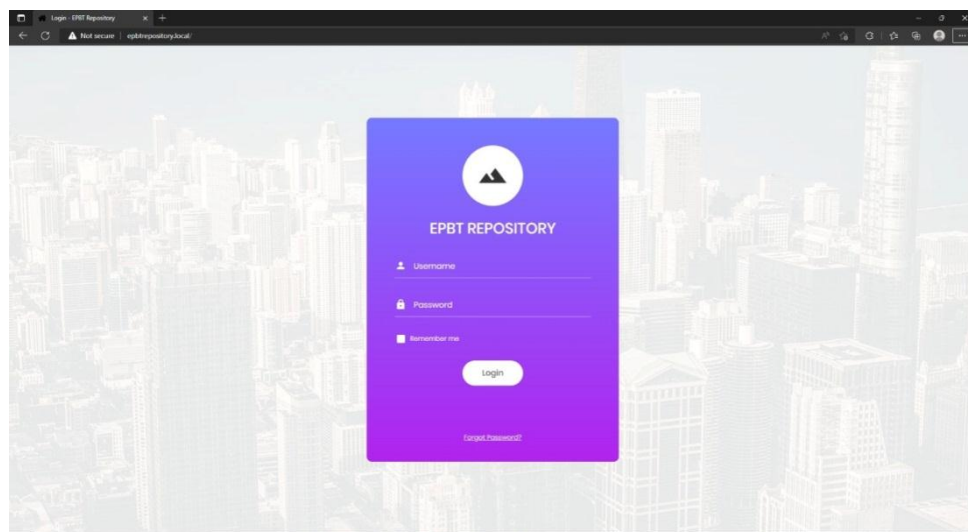 Login - EPBT Repository
Not secure | epbtrepository.local/
EPBT REPOSITORY
Username
Password
Remember me
Login
Forgot Password?